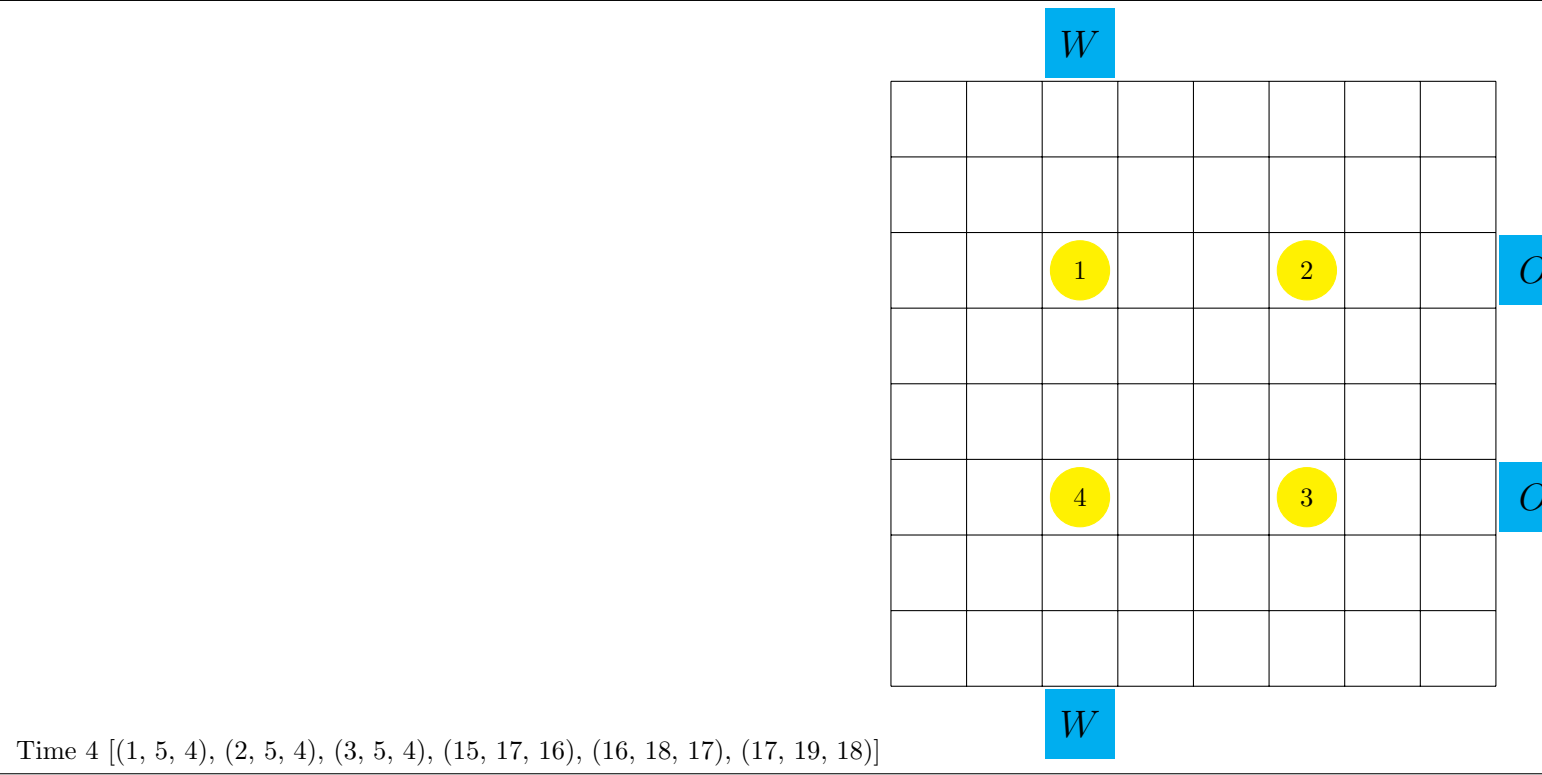 W
1 2 O
4 3 O
W
Time 4 [(1, 5, 4), (2, 5, 4), (3, 5, 4), (15, 17, 16), (16, 18, 17), (17, 19, 18)]